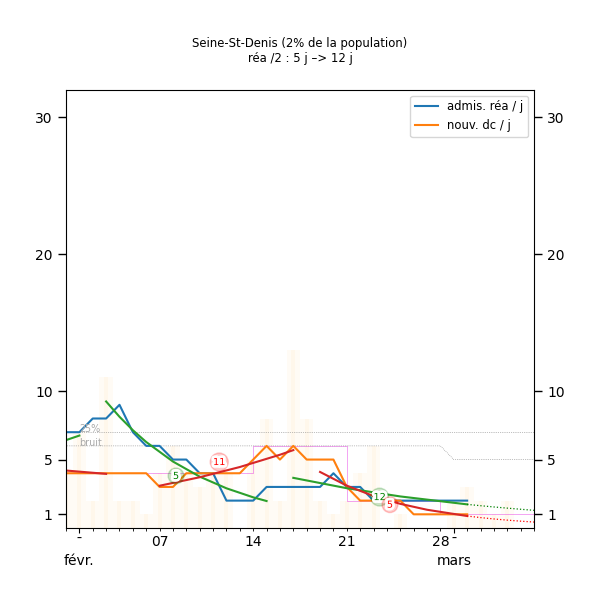 Seine-St-Denis (2% de la population)
réa /2 : 5 j –> 12 j
admis. réa / j
nouv. dc / j
30
30
20
20
10
10
25%
bruit
11
5
5
5
12
5
1
1
07
14
21
28
févr.
mars